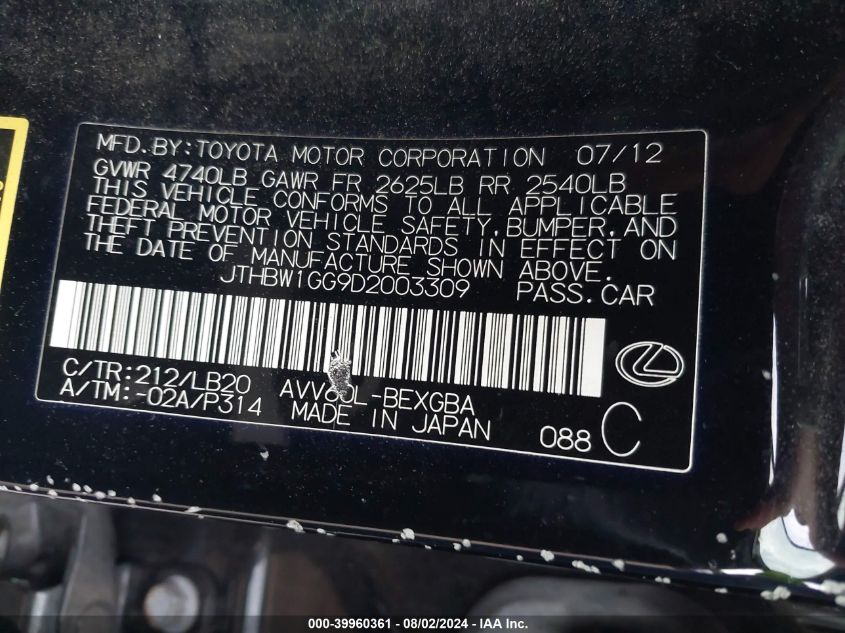 MFD. BY: TOYOTA MOTOR CORPORATION 07/12
GVWR 4740LB GAWR FR 2625LB RR 2540LB
THIS VEHICLE CONFORMS TO ALL APPLICABLE
FEDERAL MOTOR VEHICLE SAFETY, BUMPER, AND
THEFT PREVENTION STANDARDS IN EFFECT ON
THE DATE OF MANUFACTURE SHOWN ABOVE.
JTHBW1GG9D2003309 PASS. CAR
C/TR: 212/LB20 AVV60L-BEXGBA
A/TM: -02A/P314 MADE IN JAPAN 088 C
000-39960361 - 08/02/2024 - IAA Inc.